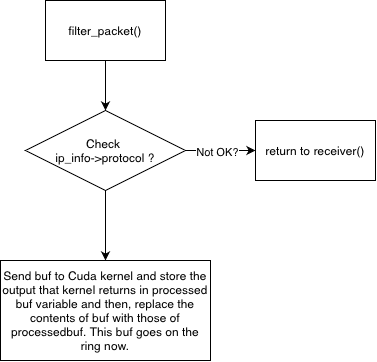 filter_packet()
Check
ip_info->protocol ?
Not OK?
return to receiver()
Send buf to Cuda kernel and store the
output that kernel returns in processed
buf variable and then, replace the
contents of buf with those of
processedbuf. This buf goes on the
ring now.